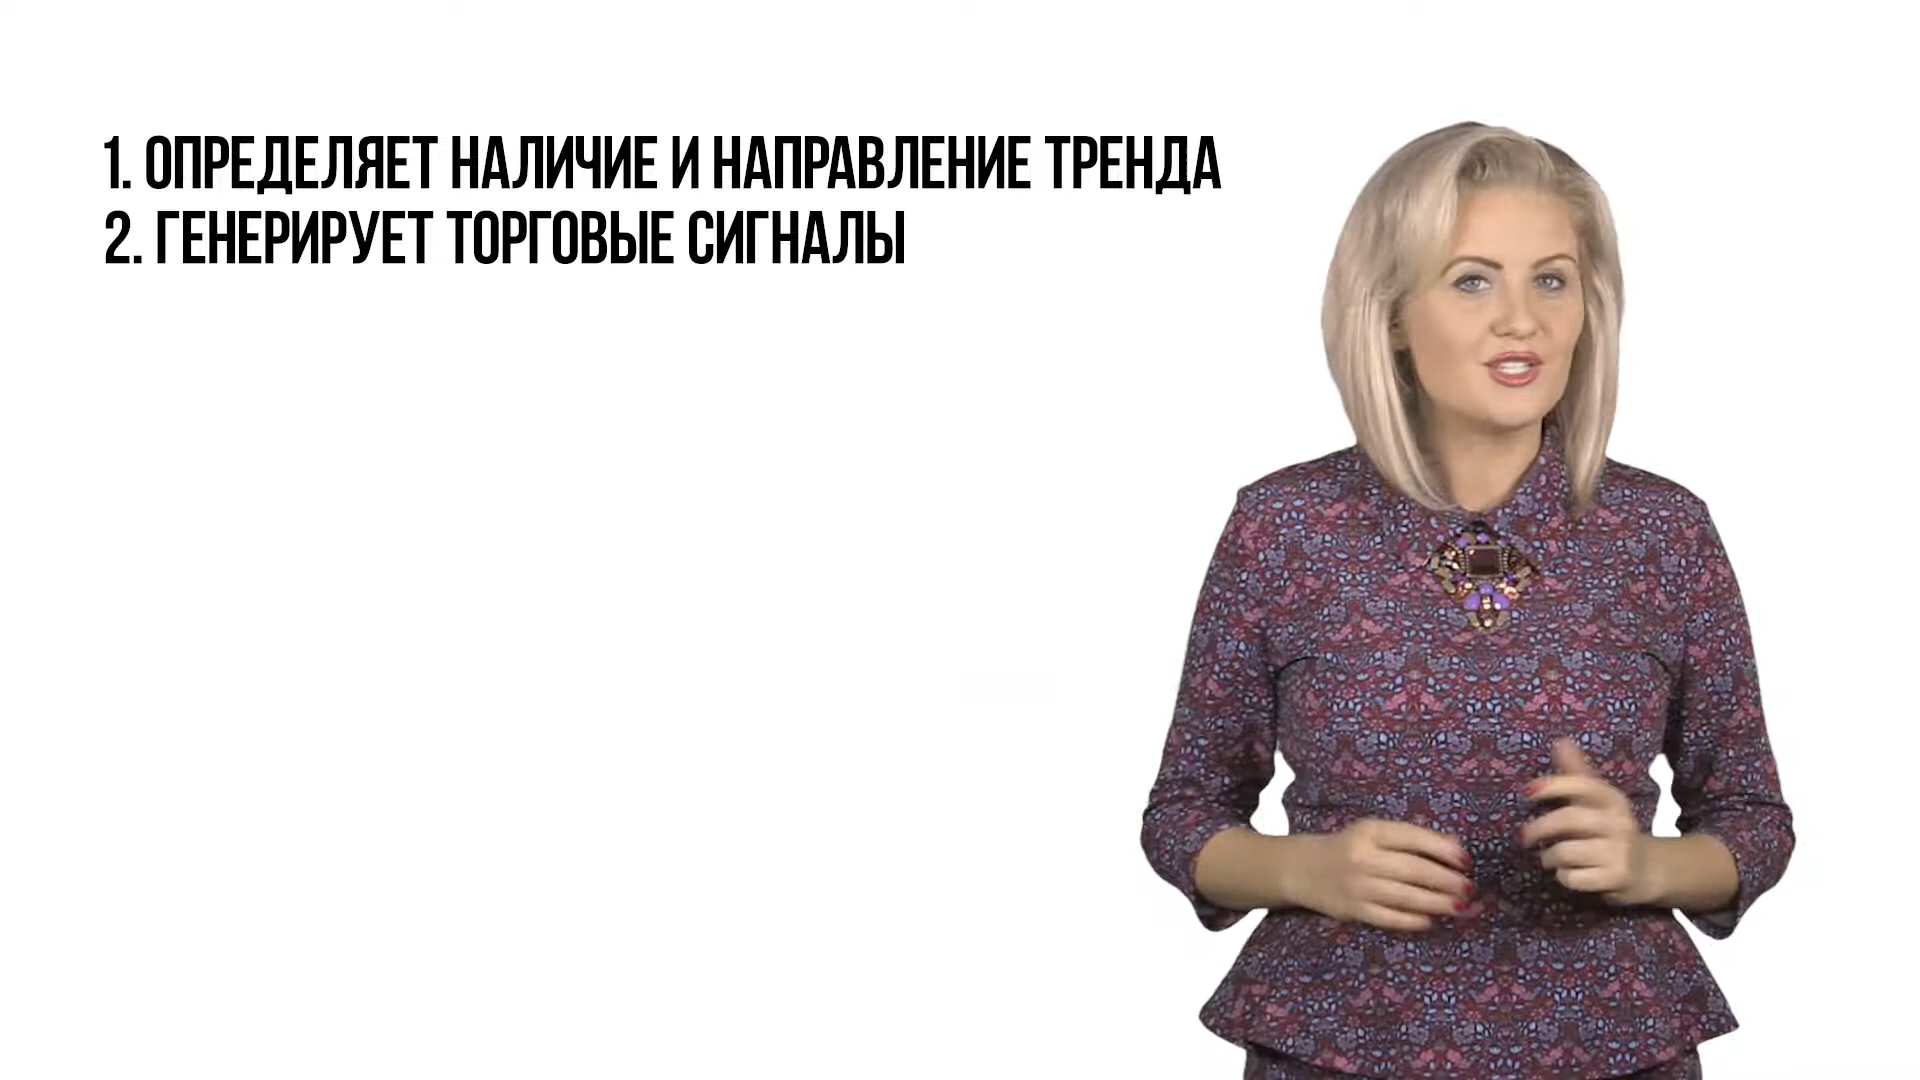 1. ОПРЕДЕЛЯЕТ НАЛИЧИЕ И НАПРАВЛЕНИЕ ТРЕНДА
2. ГЕНЕРИРУЕТ ТОРГОВЫЕ СИГНАЛЫ